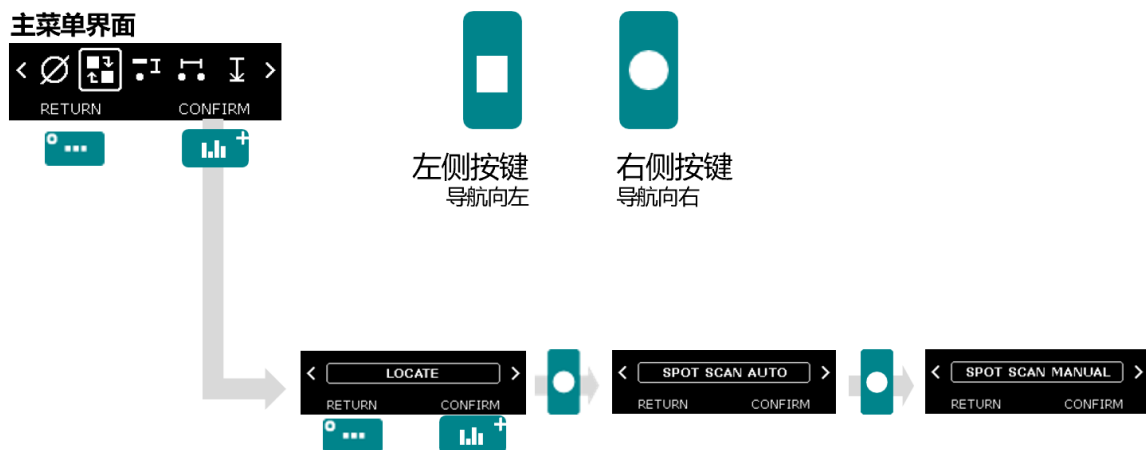 主菜单界面
RETURN CONFIRM
左侧按键
导航向左
右侧按键
导航向右
LOCATE
RETURN CONFIRM
SPOT SCAN AUTO
RETURN CONFIRM
SPOT SCAN MANUAL
RETURN CONFIRM